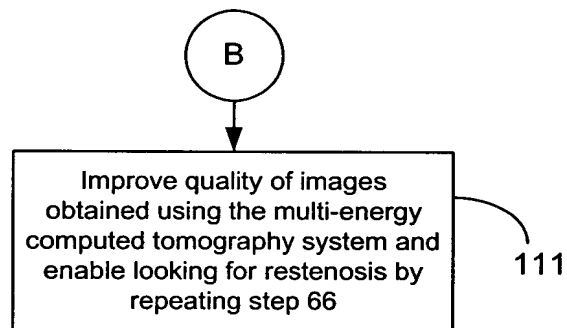 B
Improve quality of images
obtained using the multi-energy
computed tomography system and
enable looking for restenosis by
repeating step 66
111